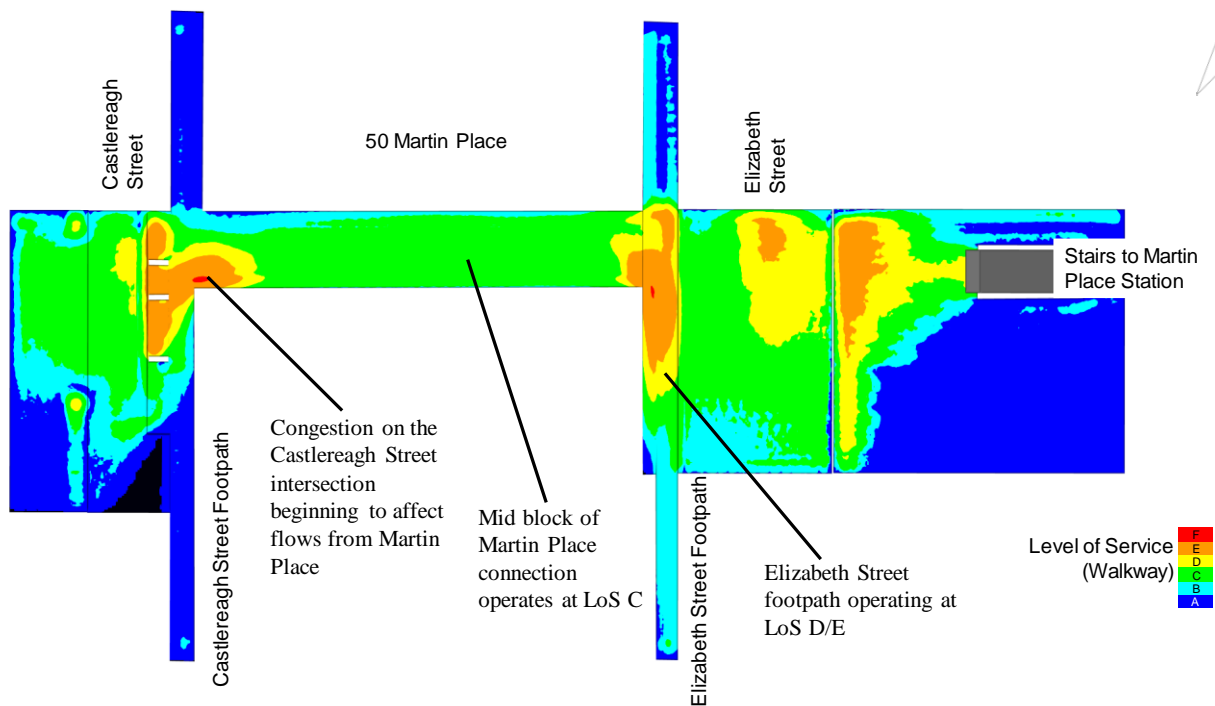 Castlereagh
Street
50 Martin Place
Elizabeth
Street
Stairs to Martin
Place Station
Congestion on the
Castlereagh Street
intersection
beginning to affect
flows from Martin
Place
Mid block of
Martin Place
connection
operates at LoS C
Elizabeth Street
footpath operating at
LoS D/E
Castlereagh Street Footpath
Elizabeth Street Footpath
Level of Service
(Walkway)
F
E
D
C
B
A